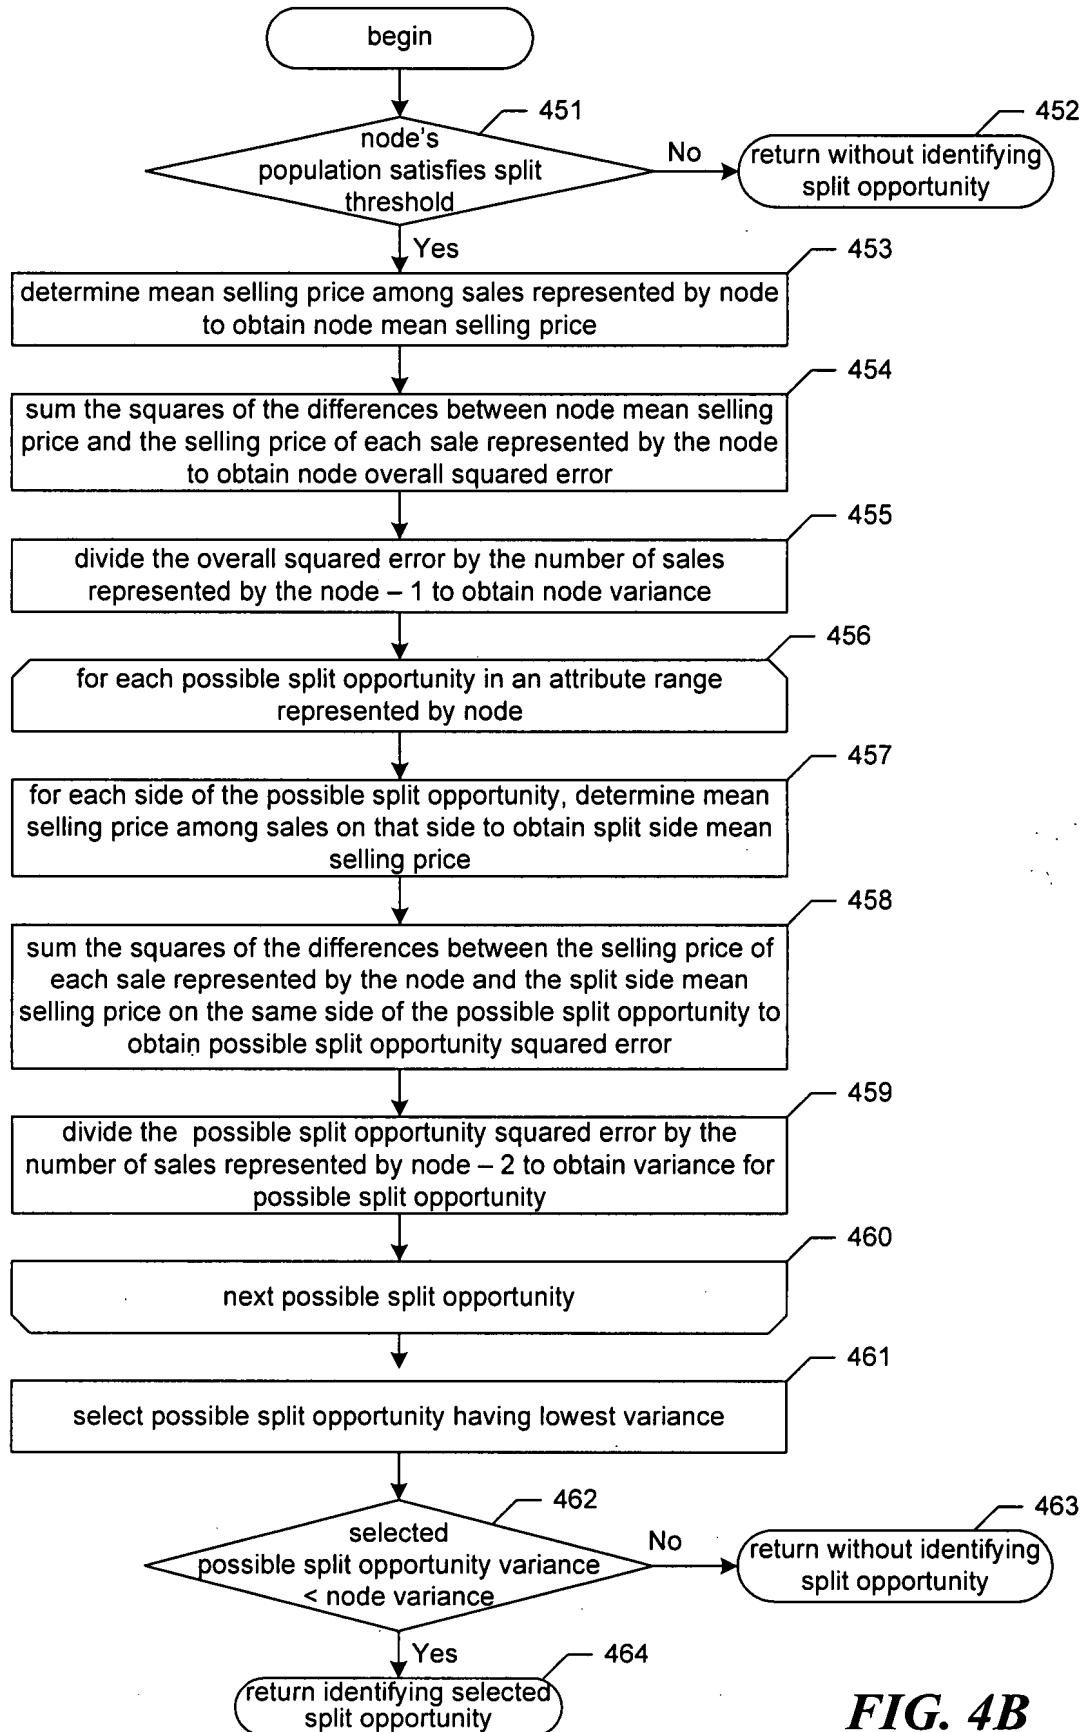 begin
451
node's
population satisfies split
threshold
No
452
return without identifying
split opportunity
Yes
453
determine mean selling price among sales represented by node
to obtain node mean selling price
454
sum the squares of the differences between node mean selling
price and the selling price of each sale represented by the node
to obtain node overall squared error
455
divide the overall squared error by the number of sales
represented by the node – 1 to obtain node variance
456
for each possible split opportunity in an attribute range
represented by node
457
for each side of the possible split opportunity, determine mean
selling price among sales on that side to obtain split side mean
selling price
458
sum the squares of the differences between the selling price of
each sale represented by the node and the split side mean
selling price on the same side of the possible split opportunity to
obtain possible split opportunity squared error
459
divide the possible split opportunity squared error by the
number of sales represented by node – 2 to obtain variance for
possible split opportunity
460
next possible split opportunity
461
select possible split opportunity having lowest variance
462
selected
possible split opportunity variance
< node variance
No
463
return without identifying
split opportunity
Yes
464
return identifying selected
split opportunity
FIG. 4B